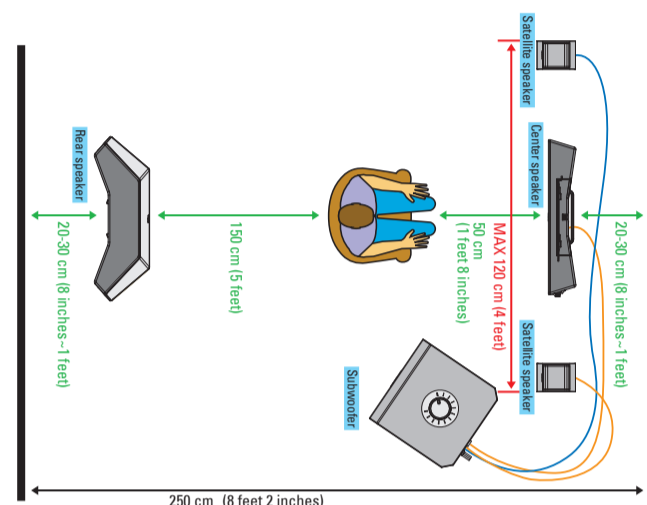 Satellite speaker
Center speaker
Satellite speaker
20-30 cm (8 inches~1 feet)
MAX 120 cm (4 feet)
50 cm
(1 feet 8 inches)
Subwoofer
150 cm (5 feet)
Rear speaker
20-30 cm (8 inches~1 feet)
250 cm (8 feet 2 inches)